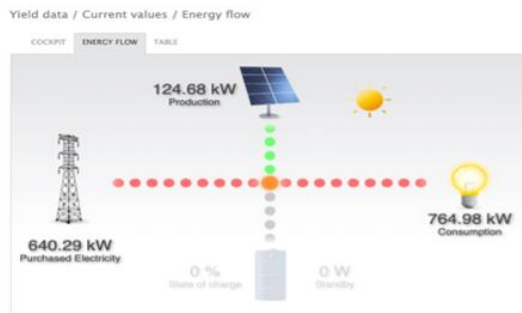 Yield data / Current values / Energy flow
COCKPIT ENERGY FLOW TABLE
124.68 kW
Production
640.29 kW
Purchased Electricity
764.98 kW
Consumption
0 % 0 W
State of charge Standby